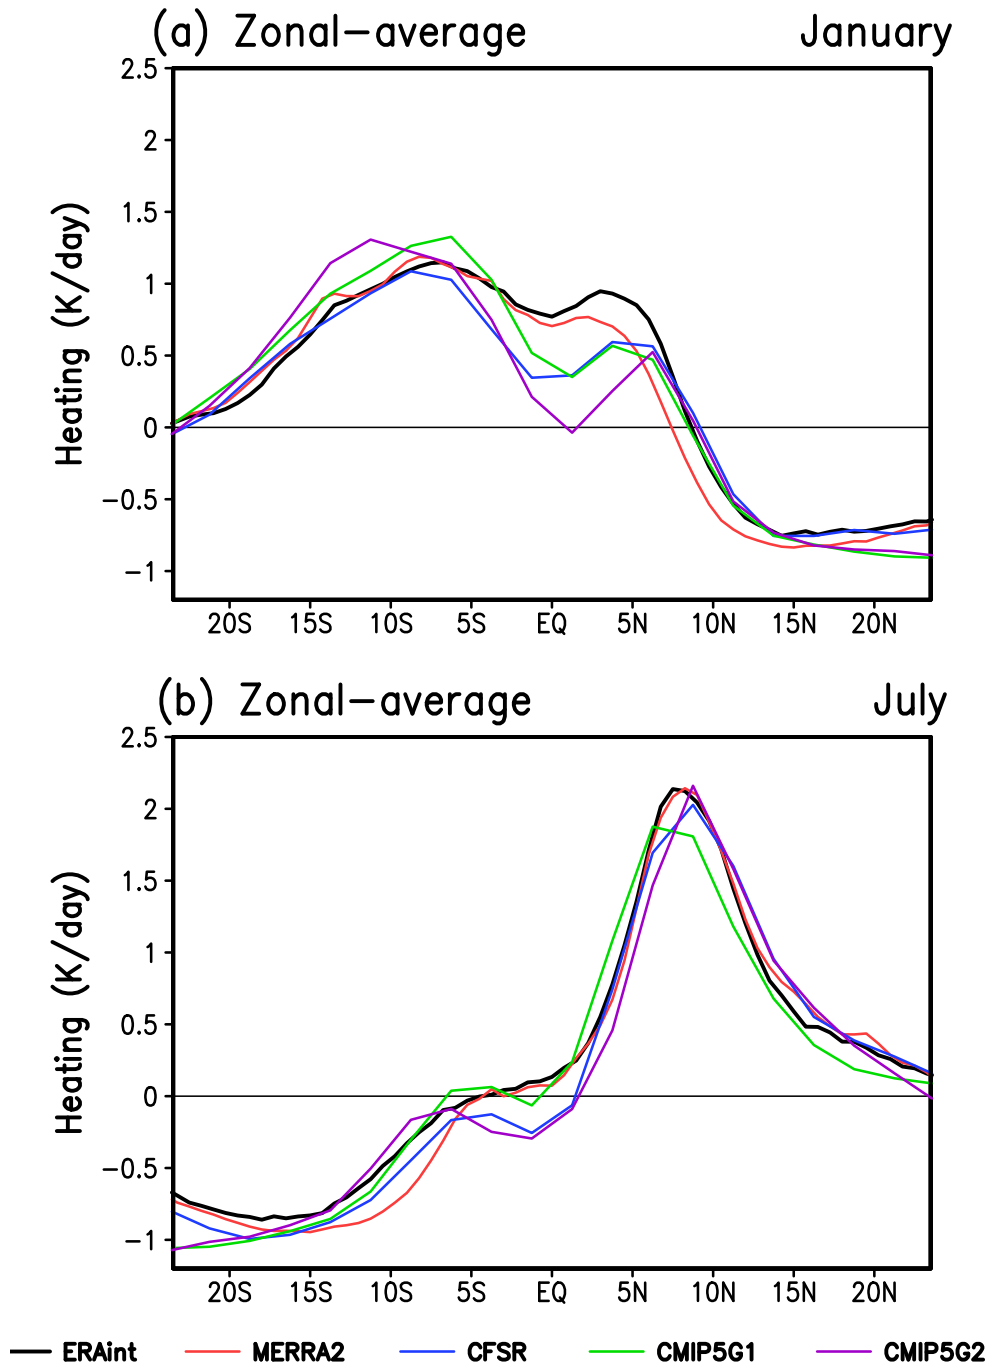 (a) Zonal-average January
2.5
2
1.5
1
0.5
0
-0.5
-1
Heating (K/day)
20S 15S 10S 5S EQ 5N 10N 15N 20N
(b) Zonal-average July
2.5
2
1.5
1
0.5
0
-0.5
-1
Heating (K/day)
20S 15S 10S 5S EQ 5N 10N 15N 20N
ERAint MERRA2 CFSR CMIP5G1 CMIP5G2